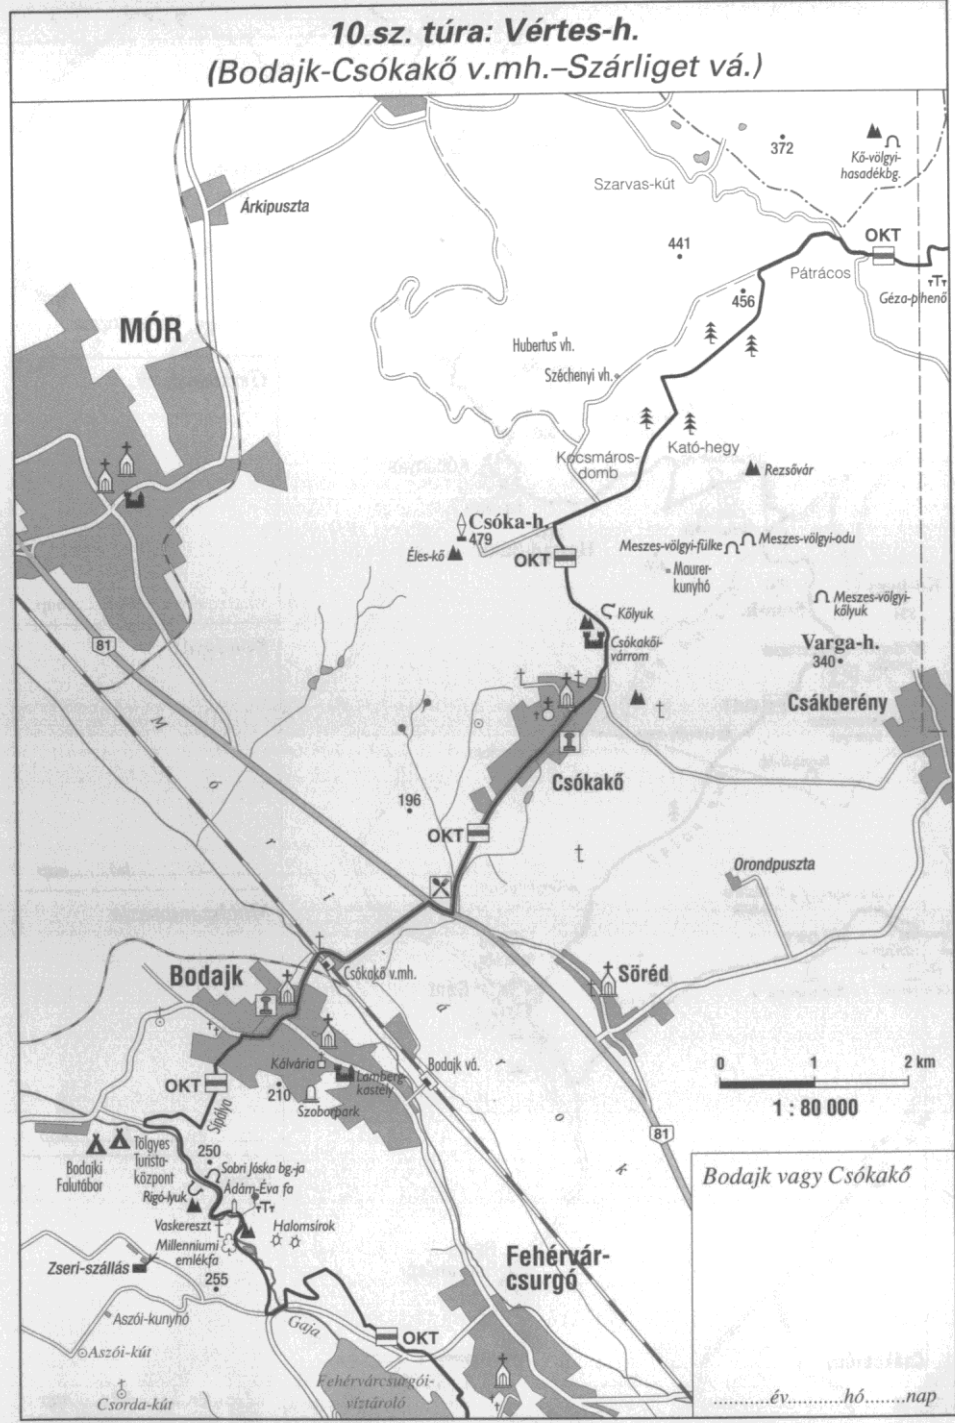 10.sz. túra: Vértes-h.
(Bodajk-Csókakő v.mh.–Szárliget vá.)
372
Kő-völgyi-
hasadékbg.
Szarvas-kút
Árkipuszta
441
OKT
Pátrácos
456
Géza-pihenő
MÓR
Hubertus vh.
Széchenyi vh.
Kocsmáros-
domb
Kató-hegy
Rezsővár
Csóka-h.
479
Éles-kő
OKT
Meszes-völgyi-fülke
Meszes-völgyi-odu
Maurer-
kunyhó
Meszes-völgyi-
kőlyuk
Kőlyuk
Csókakői-
várrom
81
Varga-h.
340
Csákberény
Csókakő
Móri árok
196
OKT
Orondpuszta
Bodajk
Csókakő v.mh.
Söréd
Kálvária
Lamberg-
kastély
Bodajk vá.
OKT
210
Szoborpark
Sípálya
0 1 2 km
1 : 80 000
81
Bodajki
Falutábor
Tölgyes
Turista-
központ
250
Sobri Jóska bg.-ja
Rigó-lyuk
Ádám-Éva fa
Vaskereszt
Halomsírok
Millenniumi
emlékfa
Zseri-szállás
255
Fehérvár-
csurgó
Aszói-kunyhó
Gaja
OKT
Aszói-kút
Fehérvárcsurgói-
víztároló
Csorda-kút
Bodajk vagy Csókakő
...........év..........hó........nap